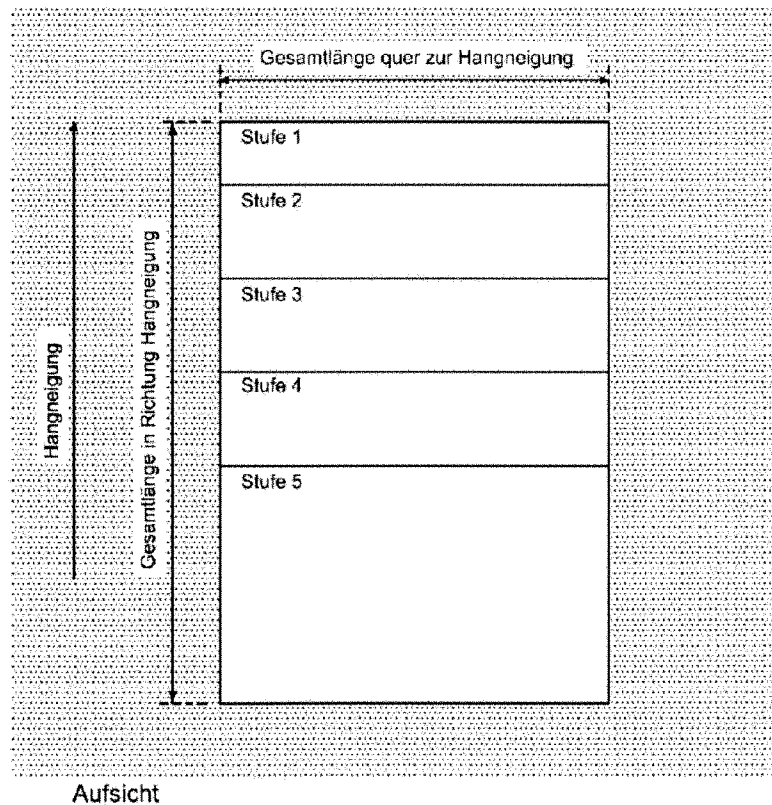 Gesamtlänge quer zur Hangneigung
Stufe 1
Stufe 2
Stufe 3
Stufe 4
Stufe 5
Hangneigung
Gesamtlänge in Richtung Hangneigung
Aufsicht